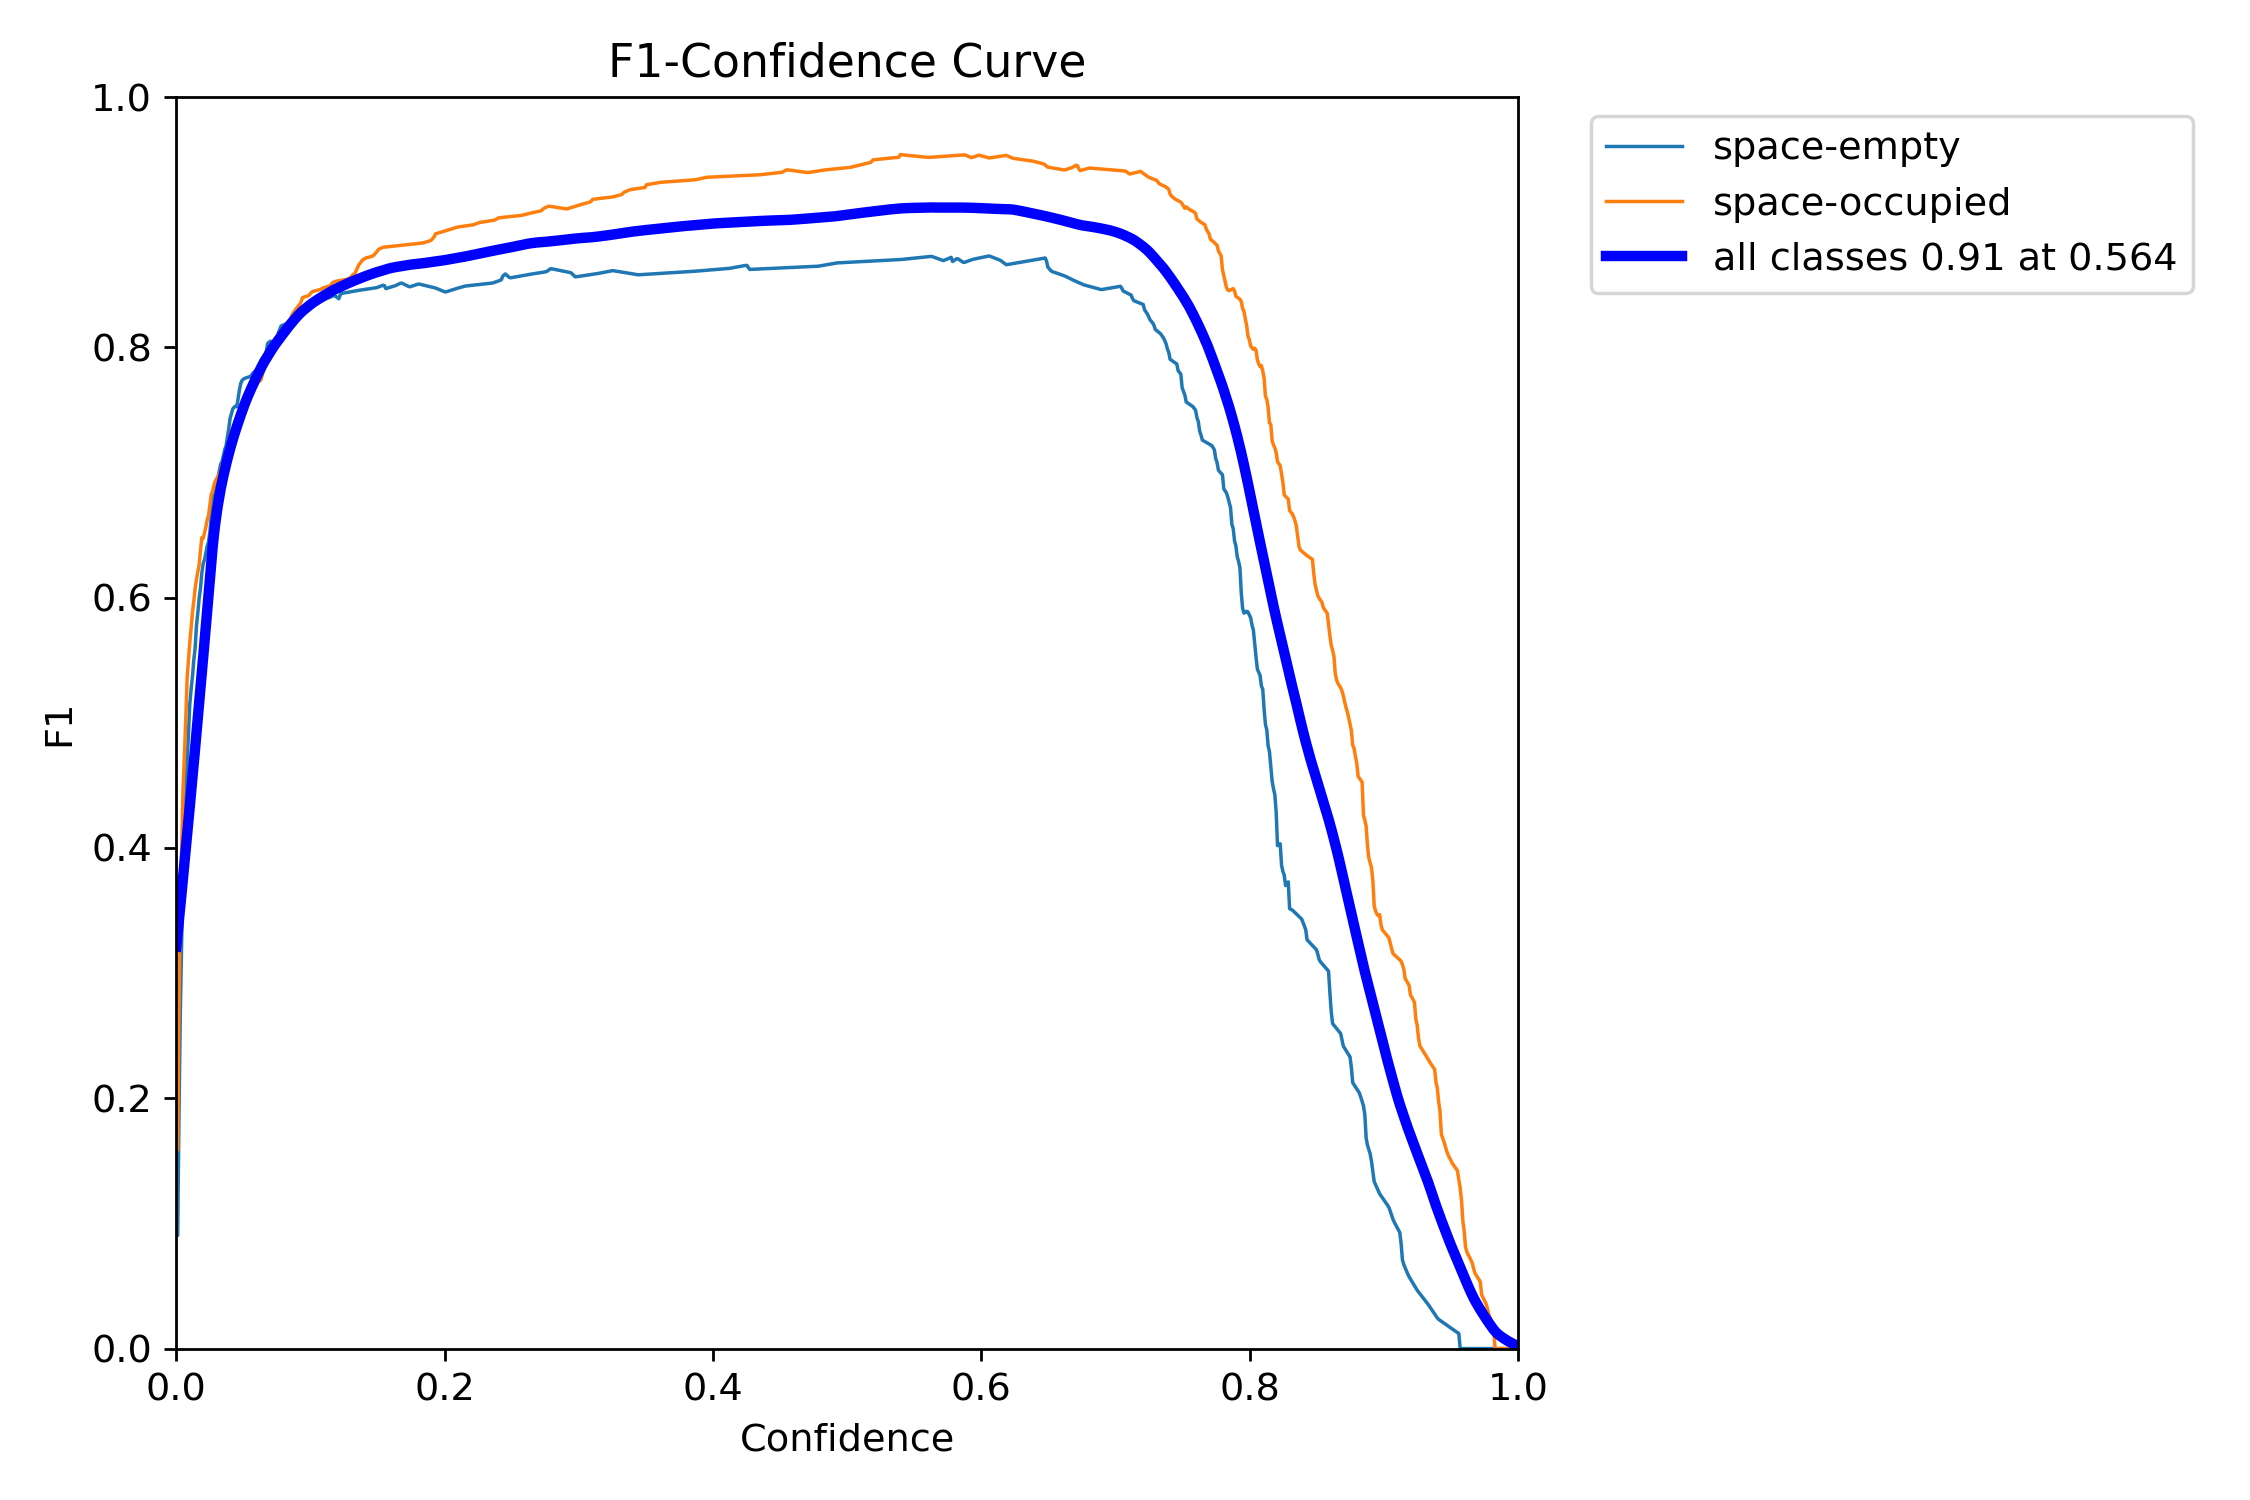 F1-Confidence Curve
1.0
0.8
0.6
0.4
0.2
0.0
F1
0.0 0.2 0.4 0.6 0.8 1.0
Confidence
space-empty
space-occupied
all classes 0.91 at 0.564